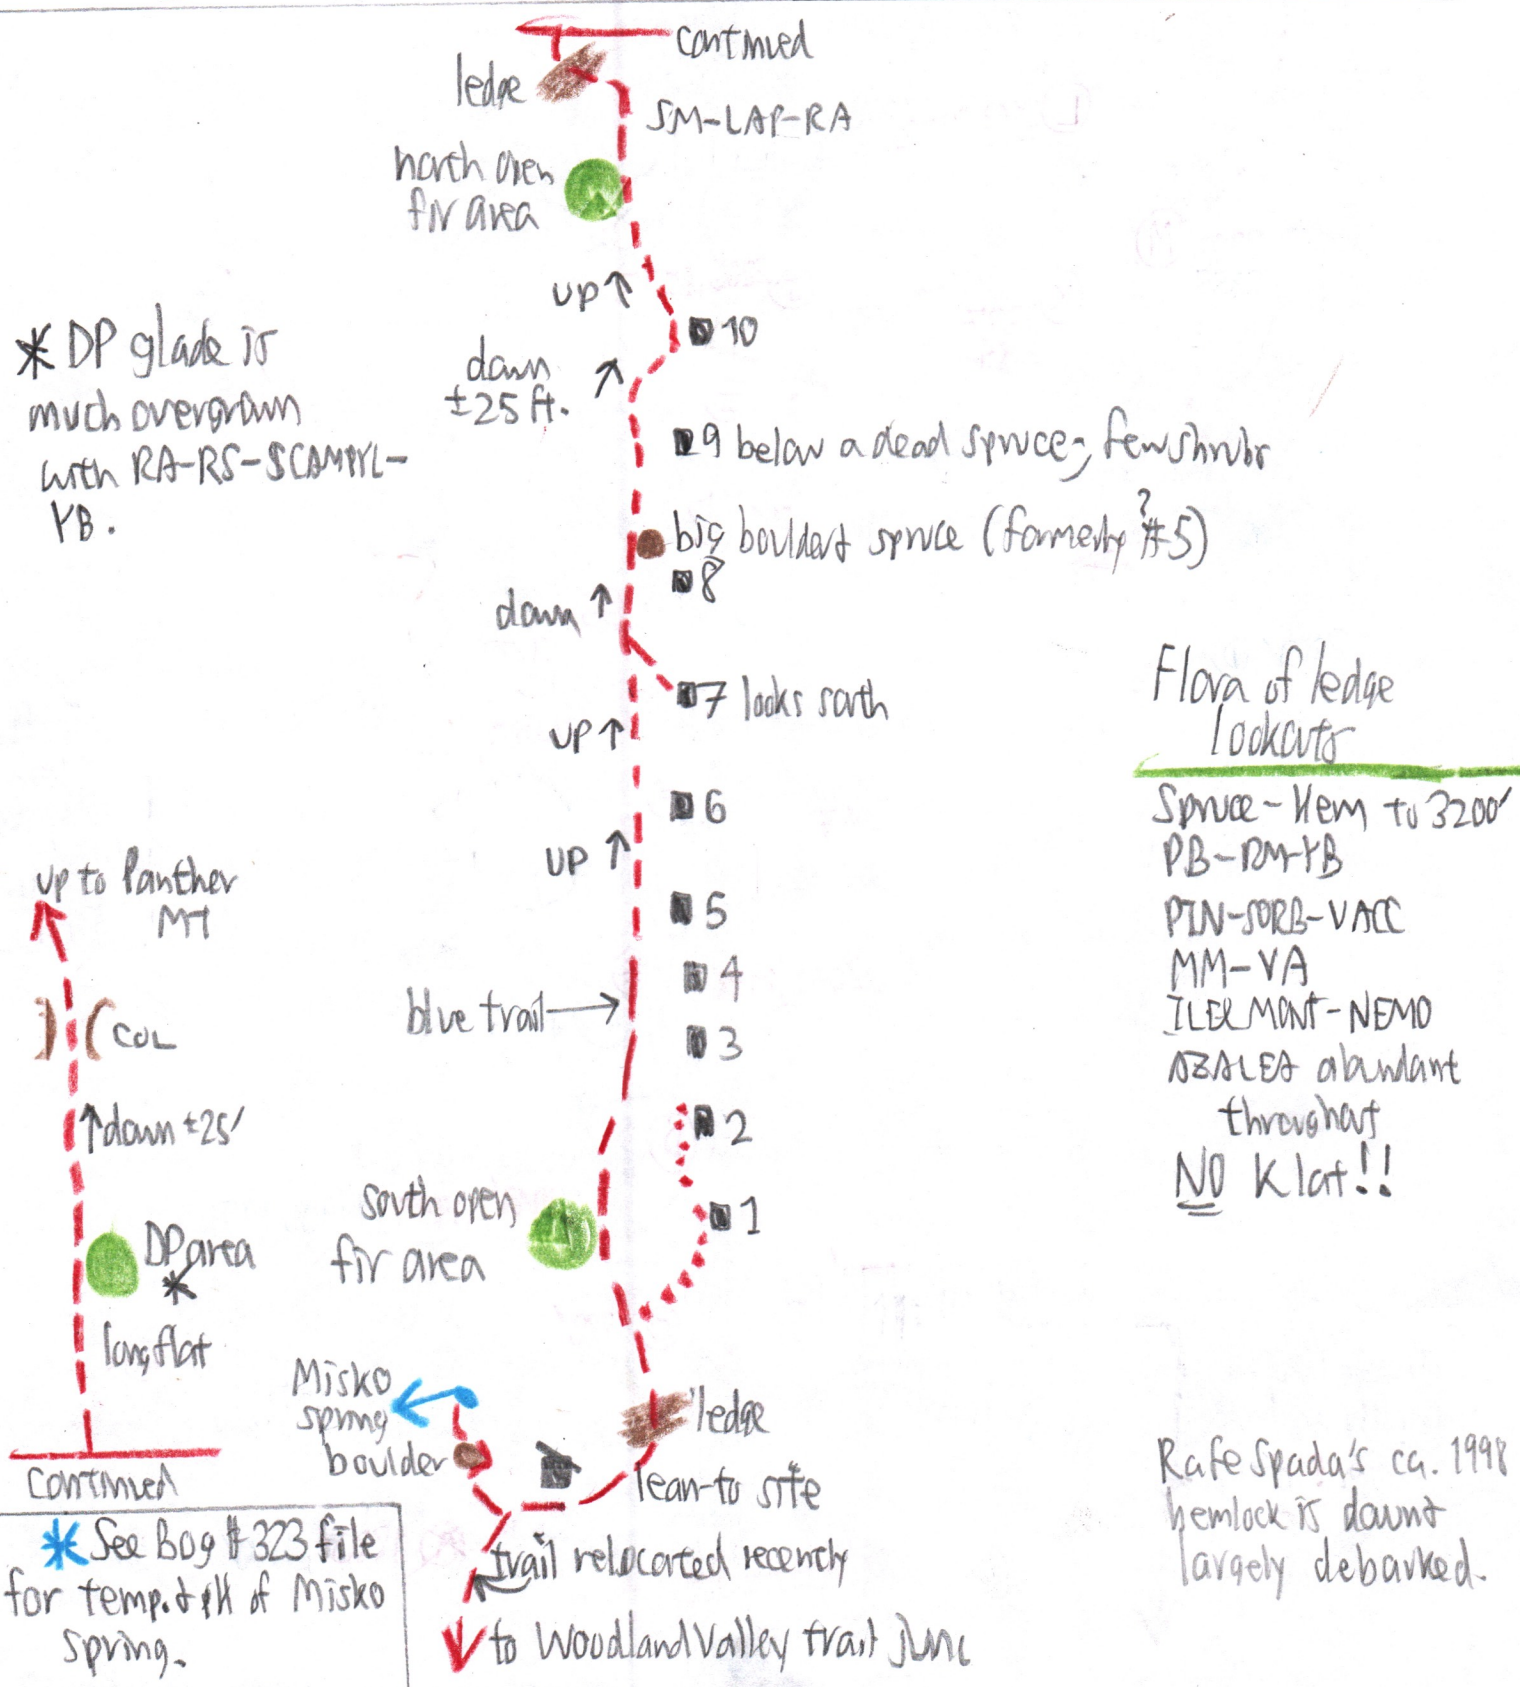 continued
ledge
SM-LAP-RA
north open
fir area
up
10
down
±25 ft.
* DP glade is
much overgrown
with RA-RS-SCAMPYL-
YB.
9 below a dead spruce; few shrubs
big boulder & spruce (formerly ?#5)
8
down
7 looks south
up
6
up
5
4
blue trail
3
2
1
south open
fir area
ledge
lean-to site
Misko
spring
boulder
trail relocated recently
to Woodland Valley trail junc
up to Panther
MT
COL
down ±25'
DP area
*
long flat
continued
* See Bog #323 file
for temp. & pH of Misko
spring.
Flora of ledge
lookouts
Spruce-Hem to 3200'
PB-RM-YB
PIN-SORB-VACC
MM-VA
ILEX MONT-NEMO
AZALEA abundant
throughout
NO Klat!!
Rafe Spada's ca. 1998
hemlock is down &
largely debarked.